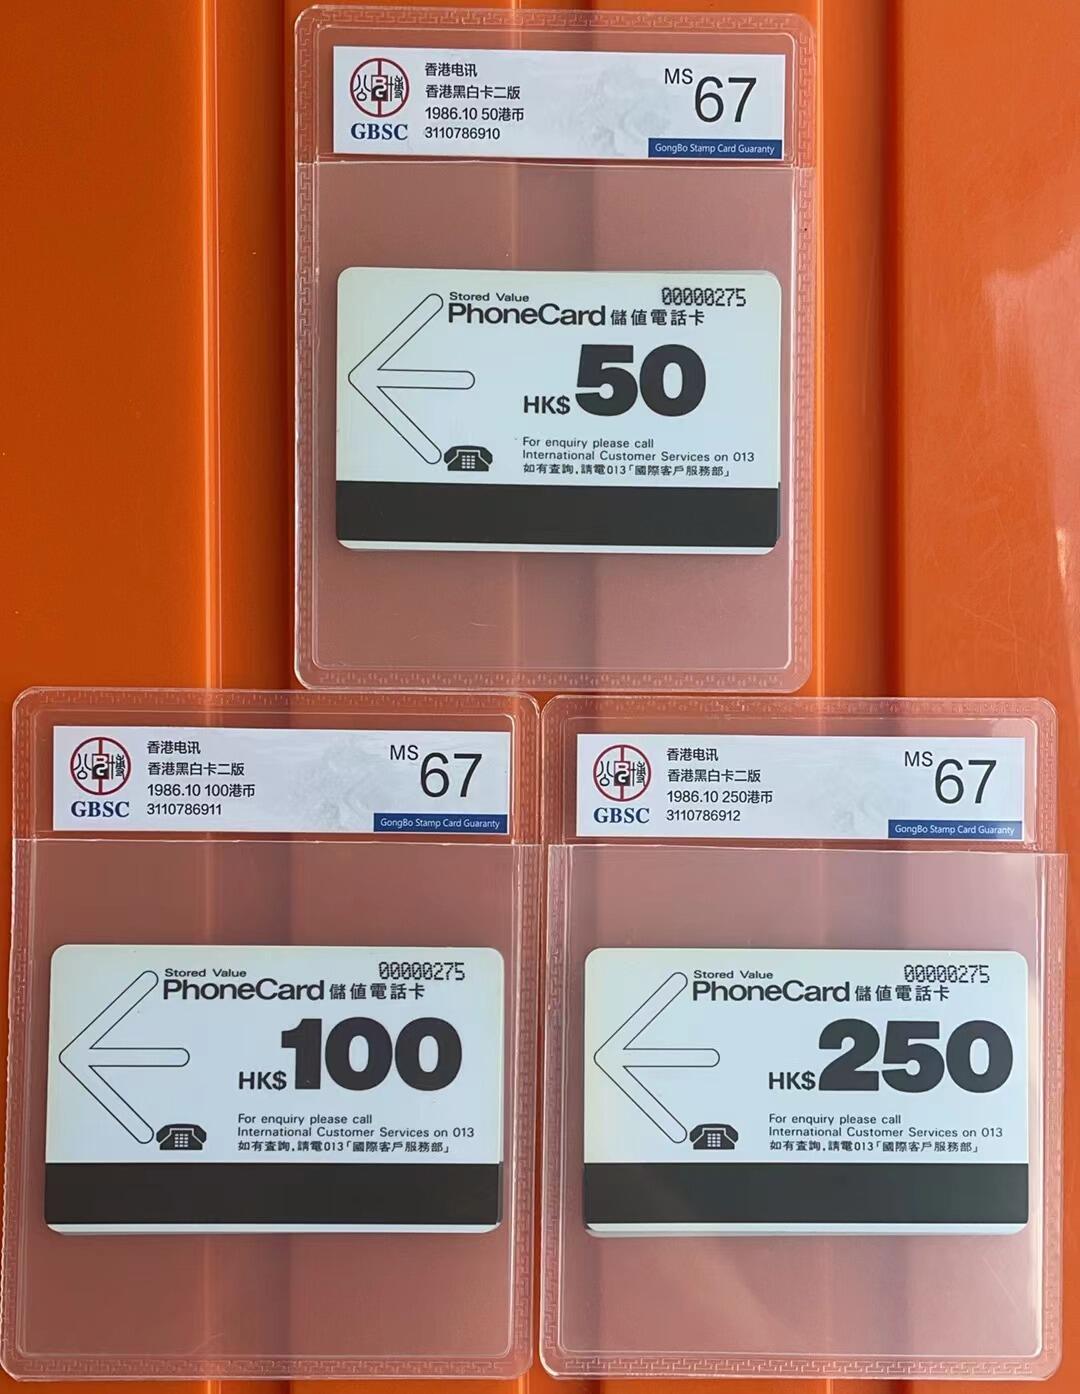 香港电讯
香港黑白卡二版
1986.10 50港币
3110786910
GBSC
MS 67
GongBo Stamp Card Guaranty
Stored Value
00000275
PhoneCard 儲值電話卡
HK$50
For enquiry please call
International Customer Services on 013
如有查詢,請電013「國際客戶服務部」
香港电讯
香港黑白卡二版
1986.10 100港币
3110786911
GBSC
MS 67
GongBo Stamp Card Guaranty
Stored Value
00000275
PhoneCard 儲值電話卡
HK$100
For enquiry please call
International Customer Services on 013
如有查詢,請電013「國際客戶服務部」
香港电讯
香港黑白卡二版
1986.10 250港币
3110786912
GBSC
MS 67
GongBo Stamp Card Guaranty
Stored Value
00000275
PhoneCard 儲值電話卡
HK$250
For enquiry please call
International Customer Services on 013
如有查詢,請電013「國際客戶服務部」